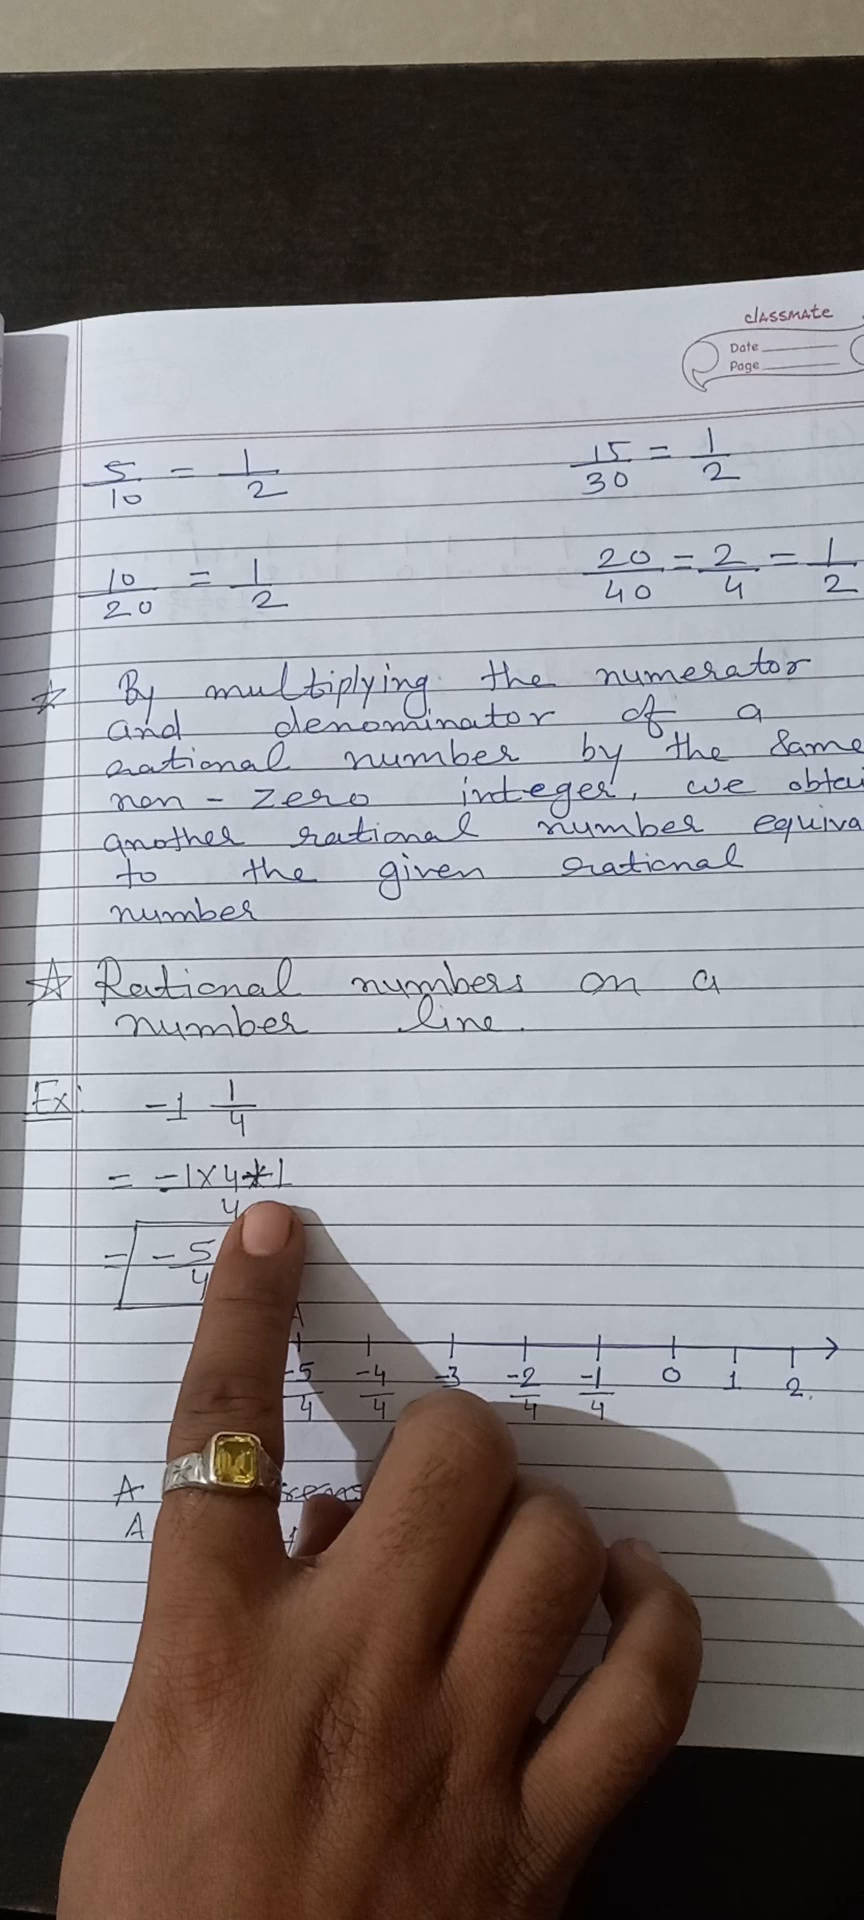 classmate
Date
Page
5/10 = 1/2
15/30 = 1/2
10/20 = 1/2
20/40 = 2/4 = 1/2
☆ By multiplying the numerator
and denominator of a
rational number by the same
non-zero integer, we obtai
another rational number equiva
to the given rational
number
☆ Rational numbers on a
number line.
Ex: -1 1/4
= -1×4+1/4
= -5/4
A
-5/4 -4/4 -3 -2/4 -1/4 0 1 2.
A
A